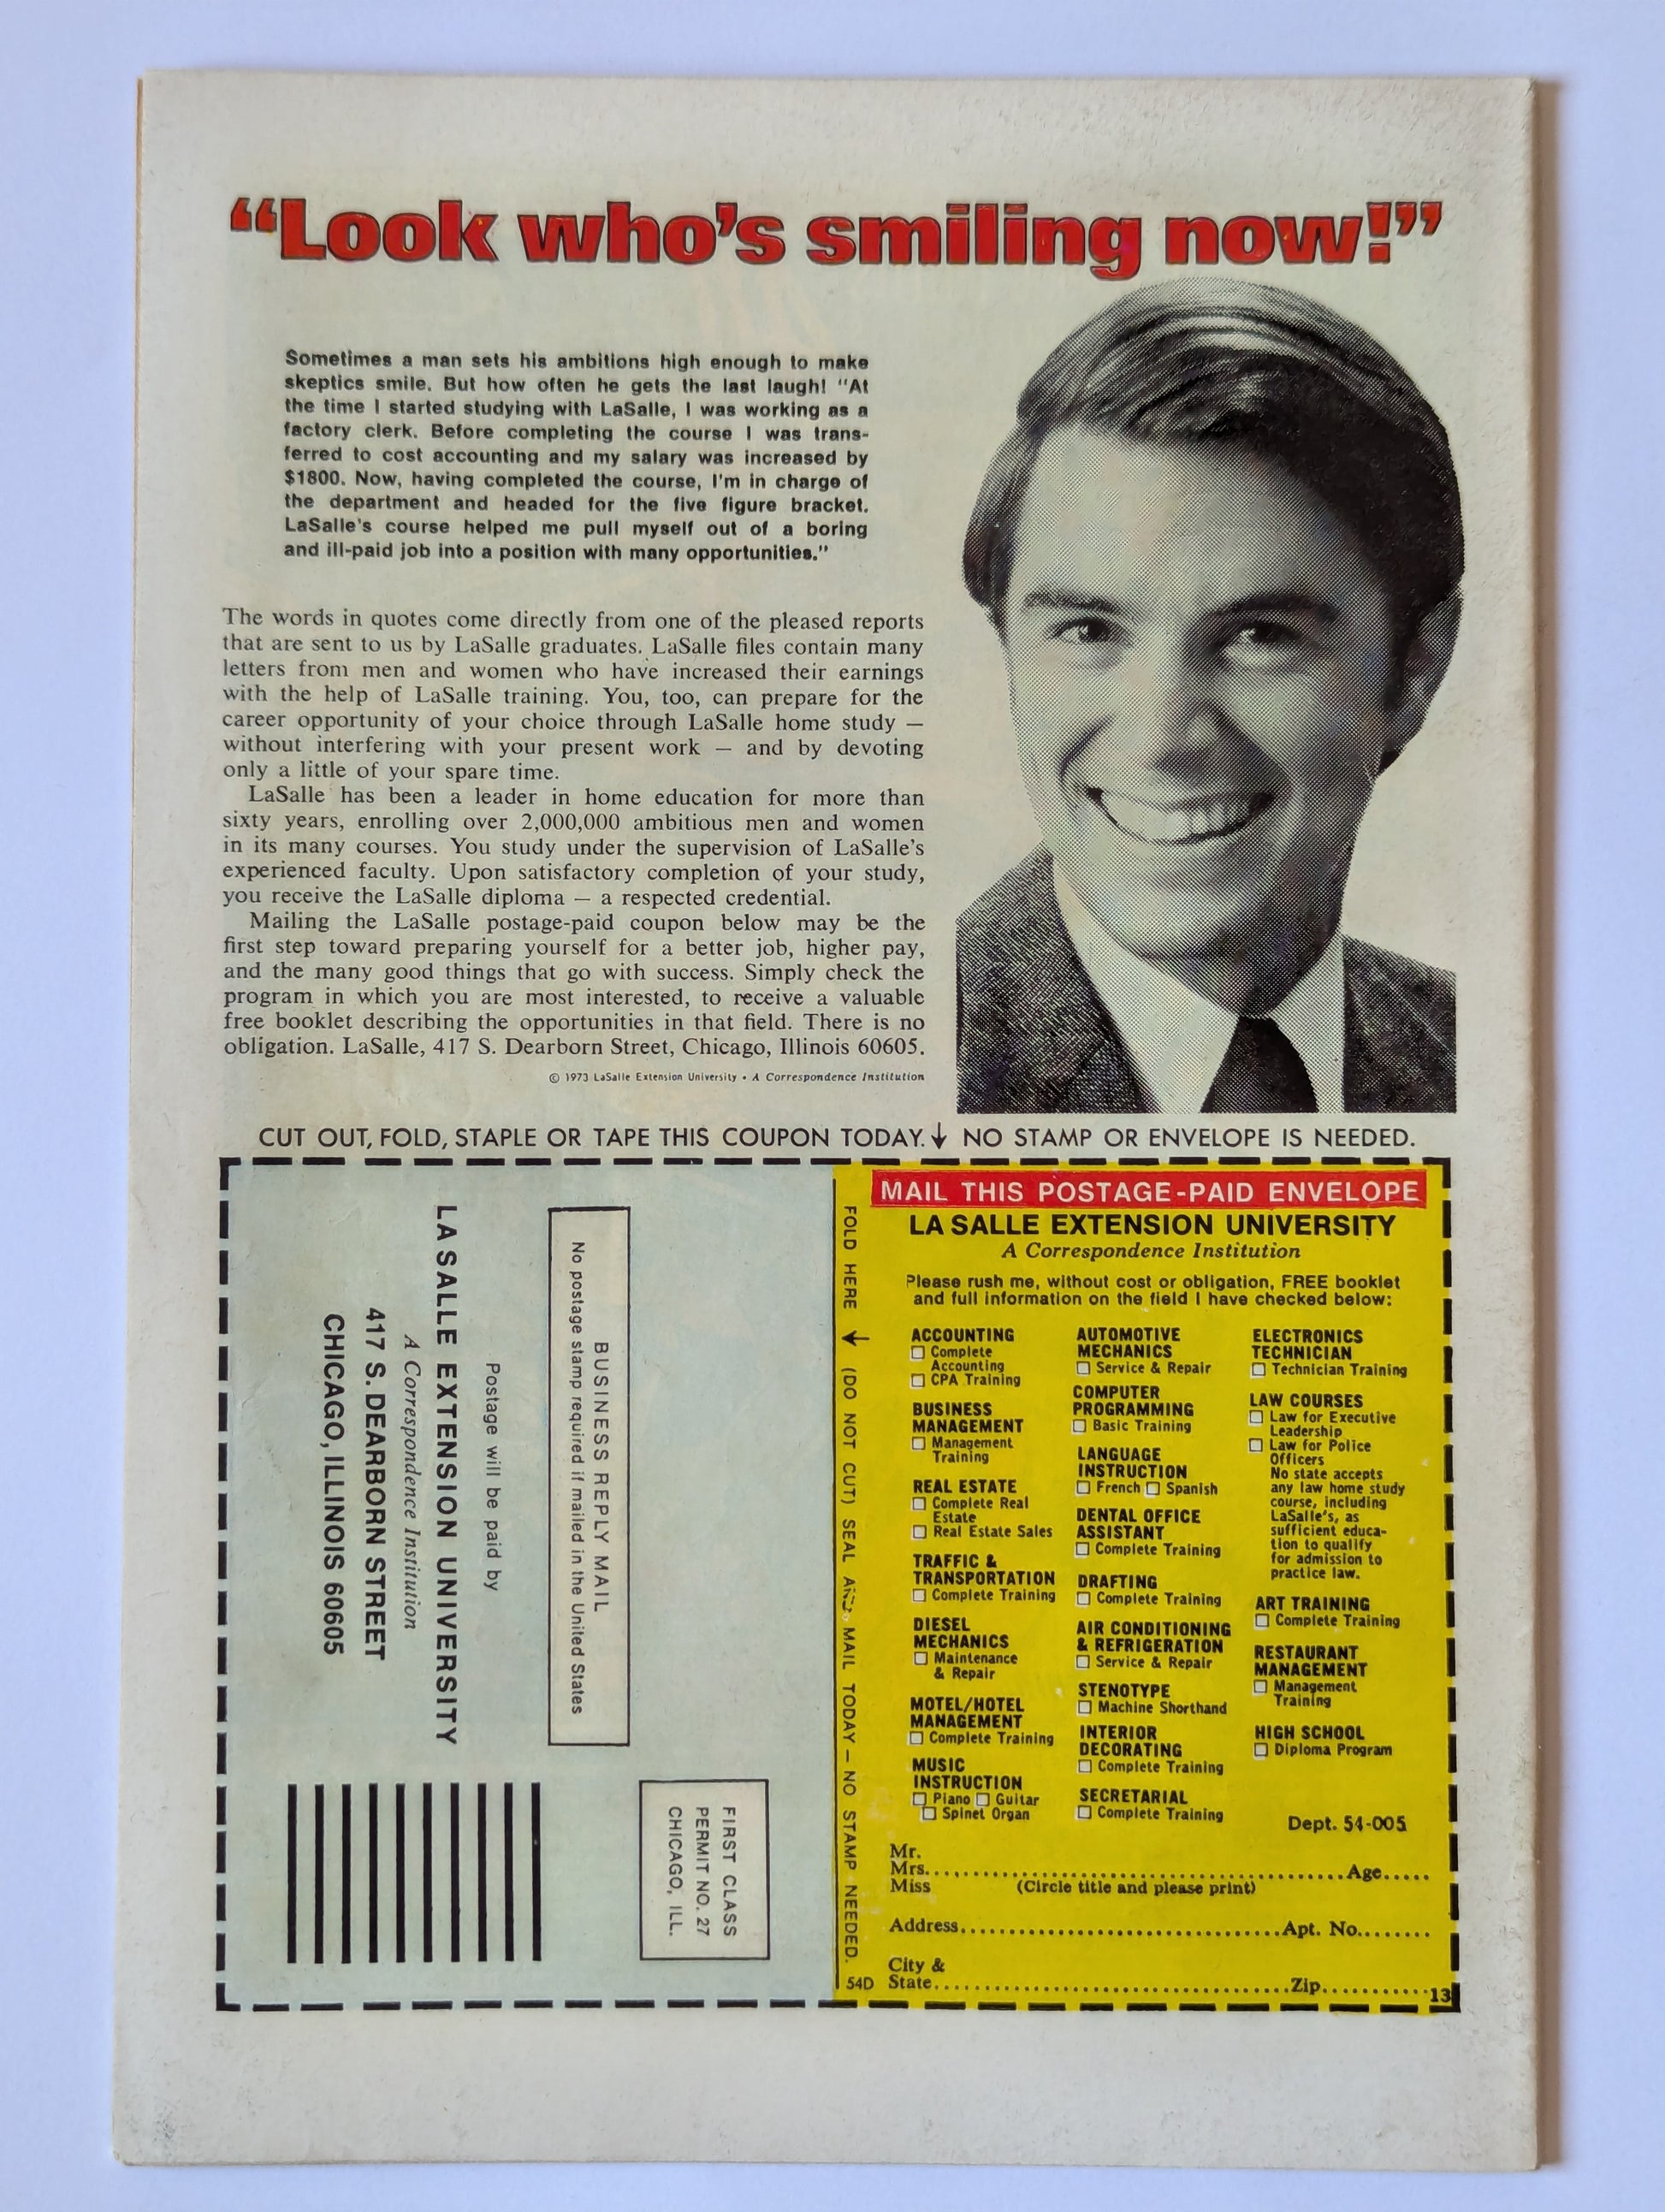 “Look who’s smiling now!”
Sometimes a man sets his ambitions high enough to make
skeptics smile. But how often he gets the last laugh! "At
the time I started studying with LaSalle, I was working as a
factory clerk. Before completing the course I was trans-
ferred to cost accounting and my salary was increased by
$1800. Now, having completed the course, I'm in charge of
the department and headed for the five figure bracket.
LaSalle's course helped me pull myself out of a boring
and ill-paid job into a position with many opportunities."
The words in quotes come directly from one of the pleased reports
that are sent to us by LaSalle graduates. LaSalle files contain many
letters from men and women who have increased their earnings
with the help of LaSalle training. You, too, can prepare for the
career opportunity of your choice through LaSalle home study —
without interfering with your present work — and by devoting
only a little of your spare time.
LaSalle has been a leader in home education for more than
sixty years, enrolling over 2,000,000 ambitious men and women
in its many courses. You study under the supervision of LaSalle's
experienced faculty. Upon satisfactory completion of your study,
you receive the LaSalle diploma — a respected credential.
Mailing the LaSalle postage-paid coupon below may be the
first step toward preparing yourself for a better job, higher pay,
and the many good things that go with success. Simply check the
program in which you are most interested, to receive a valuable
free booklet describing the opportunities in that field. There is no
obligation. LaSalle, 417 S. Dearborn Street, Chicago, Illinois 60605.
© 1973 LaSalle Extension University • A Correspondence Institution
CUT OUT, FOLD, STAPLE OR TAPE THIS COUPON TODAY. ↓ NO STAMP OR ENVELOPE IS NEEDED.
FIRST CLASS
PERMIT NO. 27
CHICAGO, ILL.
BUSINESS REPLY MAIL
No postage stamp required if mailed in the United States
Postage will be paid by
LA SALLE EXTENSION UNIVERSITY
A Correspondence Institution
417 S. DEARBORN STREET
CHICAGO, ILLINOIS 60605
FOLD HERE ↓ (DO NOT CUT) SEAL AND MAIL TODAY — NO STAMP NEEDED.
54D
MAIL THIS POSTAGE-PAID ENVELOPE
LA SALLE EXTENSION UNIVERSITY
A Correspondence Institution
Please rush me, without cost or obligation, FREE booklet
and full information on the field I have checked below:
ACCOUNTING
☐ Complete
Accounting
☐ CPA Training
BUSINESS
MANAGEMENT
☐ Management
Training
REAL ESTATE
☐ Complete Real
Estate
☐ Real Estate Sales
TRAFFIC &
TRANSPORTATION
☐ Complete Training
DIESEL
MECHANICS
☐ Maintenance
& Repair
MOTEL/HOTEL
MANAGEMENT
☐ Complete Training
MUSIC
INSTRUCTION
☐ Piano ☐ Guitar
☐ Spinet Organ
AUTOMOTIVE
MECHANICS
☐ Service & Repair
COMPUTER
PROGRAMMING
☐ Basic Training
LANGUAGE
INSTRUCTION
☐ French ☐ Spanish
DENTAL OFFICE
ASSISTANT
☐ Complete Training
DRAFTING
☐ Complete Training
AIR CONDITIONING
& REFRIGERATION
☐ Service & Repair
STENOTYPE
☐ Machine Shorthand
INTERIOR
DECORATING
☐ Complete Training
SECRETARIAL
☐ Complete Training
ELECTRONICS
TECHNICIAN
☐ Technician Training
LAW COURSES
☐ Law for Executive
Leadership
☐ Law for Police
Officers
No state accepts
any law home study
course, including
LaSalle's, as
sufficient educa-
tion to qualify
for admission to
practice law.
ART TRAINING
☐ Complete Training
RESTAURANT
MANAGEMENT
☐ Management
Training
HIGH SCHOOL
☐ Diploma Program
Dept. 54-005
Mr.
Mrs. Age
Miss (Circle title and please print)
Address Apt. No.
City &
State Zip
13